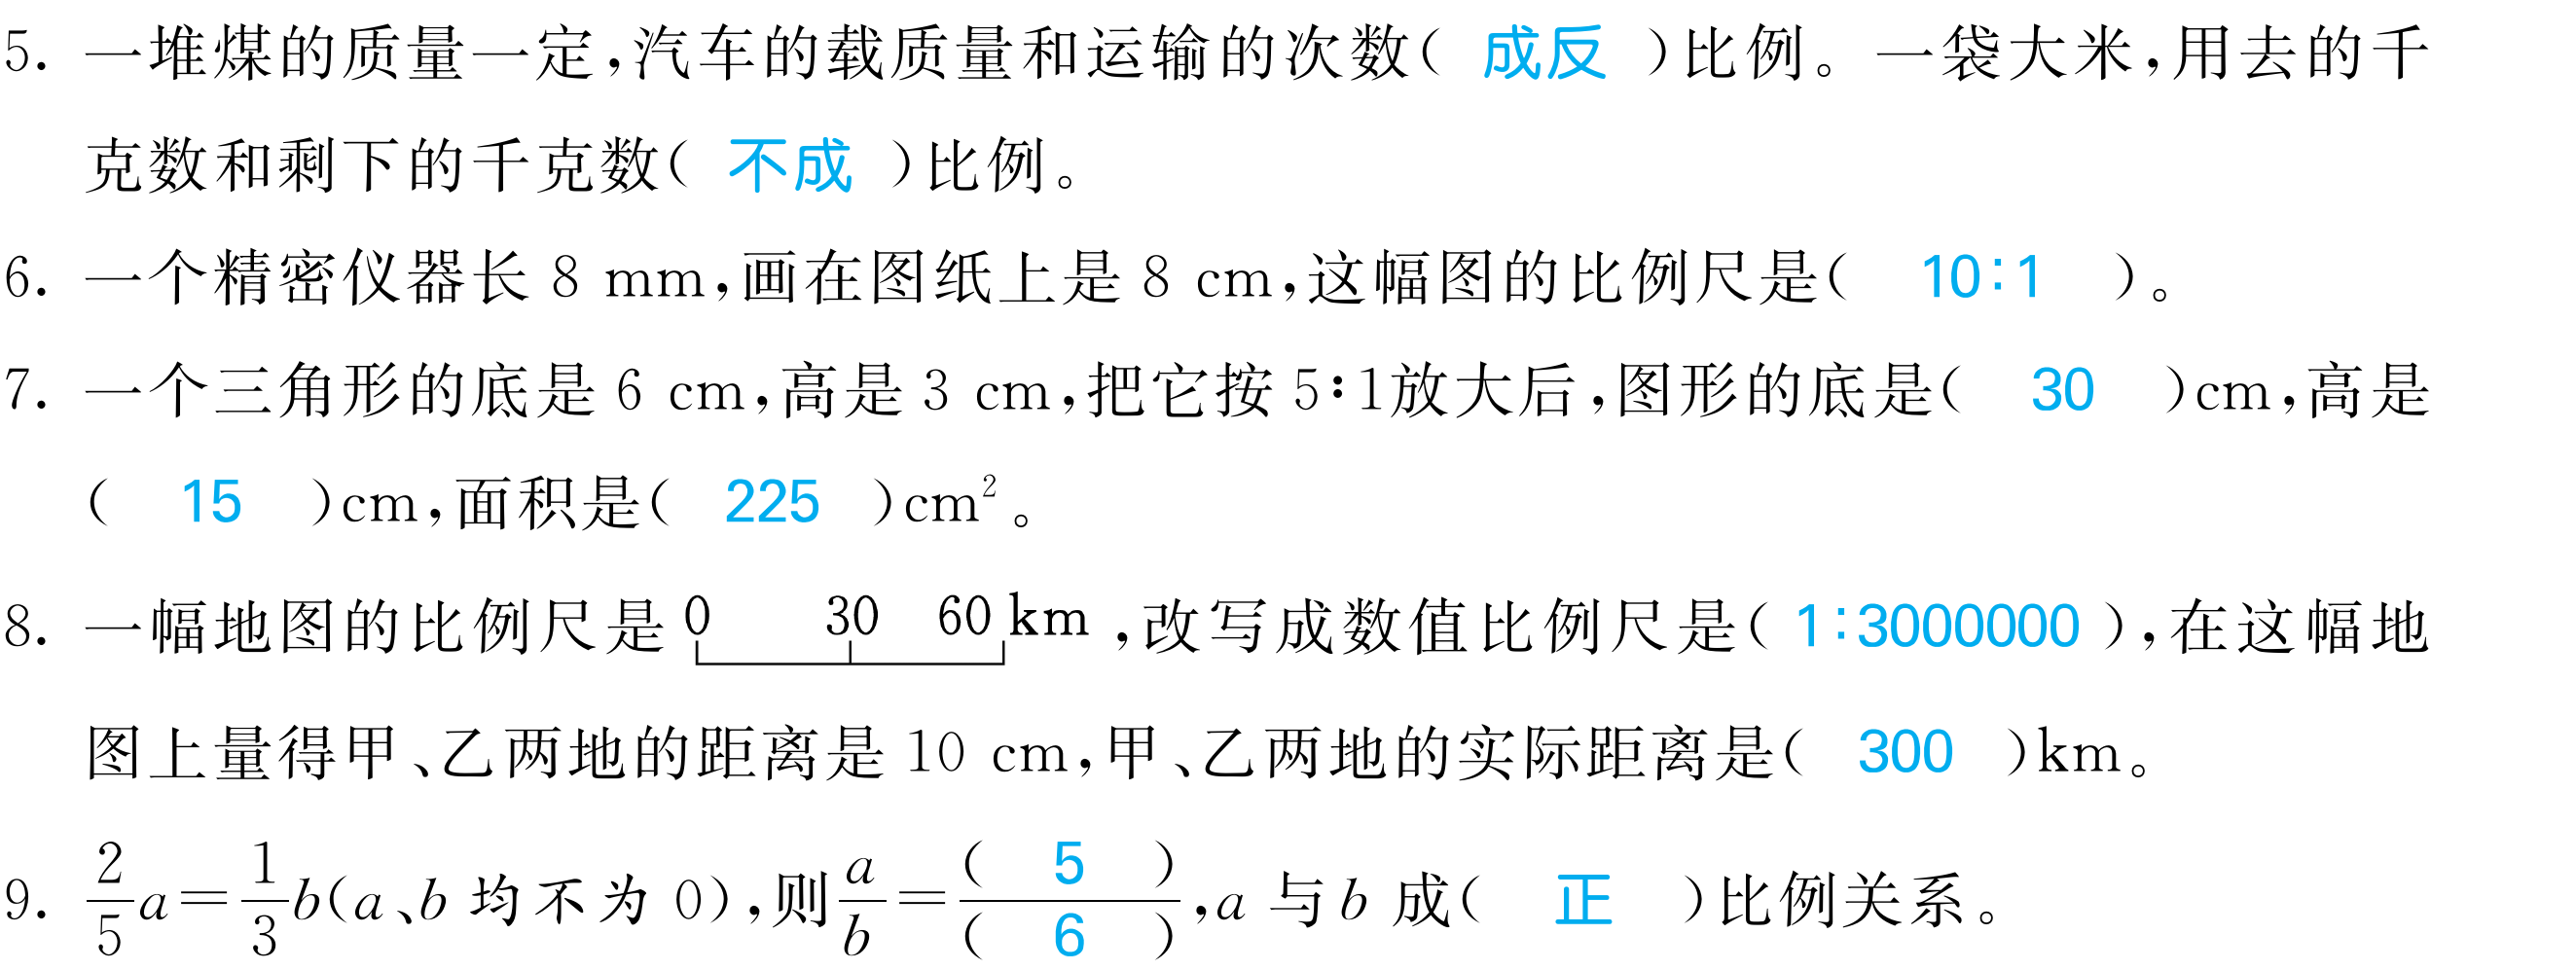 5. 一堆煤的质量一定,汽车的载质量和运输的次数( 成反 )比例。一袋大米,用去的千
克数和剩下的千克数( 不成 )比例。
6. 一个精密仪器长 8 mm,画在图纸上是 8 cm,这幅图的比例尺是( 10∶1 )。
7. 一个三角形的底是 6 cm,高是 3 cm,把它按 5∶1放大后,图形的底是( 30 )cm,高是
( 15 )cm,面积是( 225 )cm²。
8. 一幅地图的比例尺是 0 30 60 km ,改写成数值比例尺是( 1∶3000000 ),在这幅地
图上量得甲、乙两地的距离是 10 cm,甲、乙两地的实际距离是( 300 )km。
9. 2/5 a=1/3 b(a、b 均不为 0),则 a/b=( 5 )/( 6 ),a 与 b 成( 正 )比例关系。